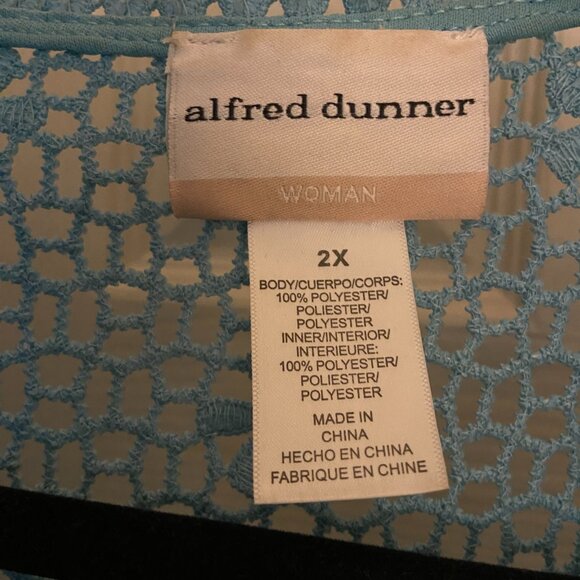 alfred dunner
WOMAN
2X
BODY/CUERPO/CORPS:
100% POLYESTER/
POLIESTER/
POLYESTER
INNER/INTERIOR/
INTERIEURE:
100% POLYESTER/
POLIESTER/
POLYESTER
MADE IN
CHINA
HECHO EN CHINA
FABRIQUE EN CHINE